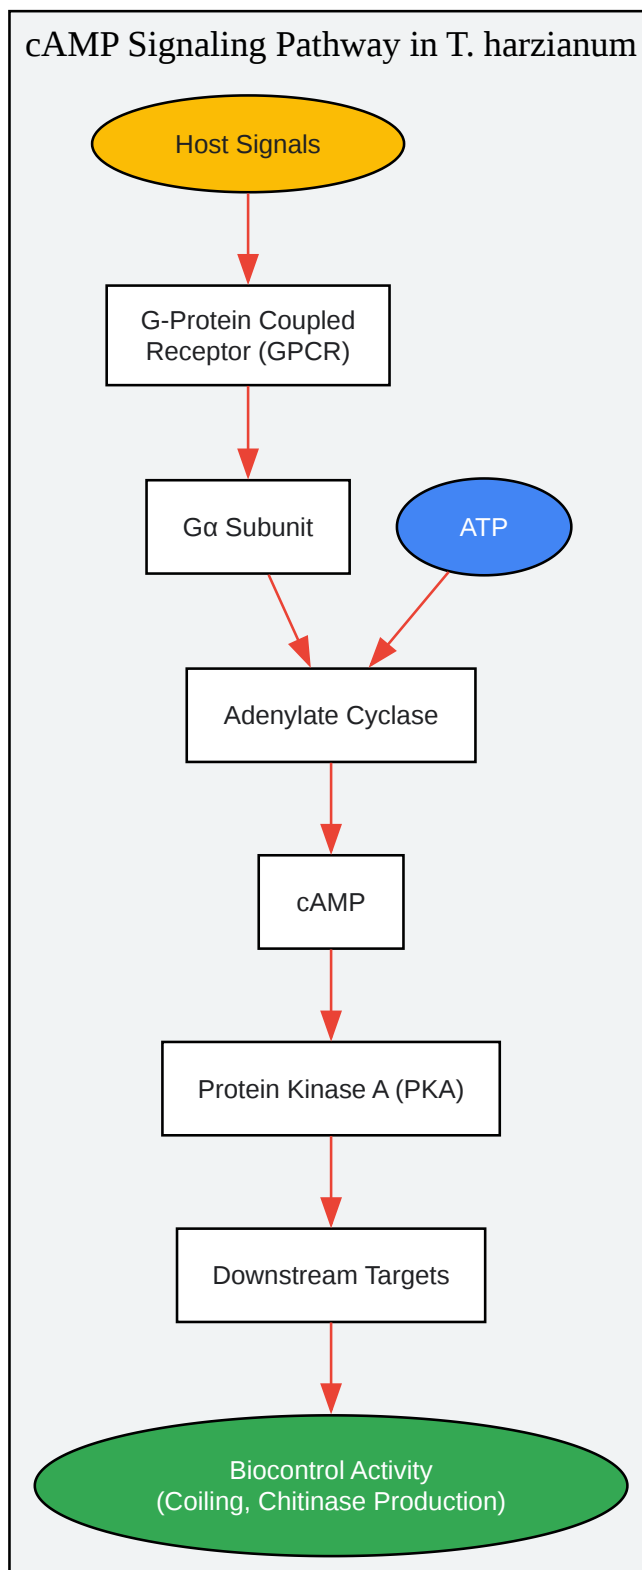 cAMP Signaling Pathway in T. harzianum
Host Signals
G-Protein Coupled
Receptor (GPCR)
Gα Subunit
ATP
Adenylate Cyclase
cAMP
Protein Kinase A (PKA)
Downstream Targets
Biocontrol Activity
(Coiling, Chitinase Production)